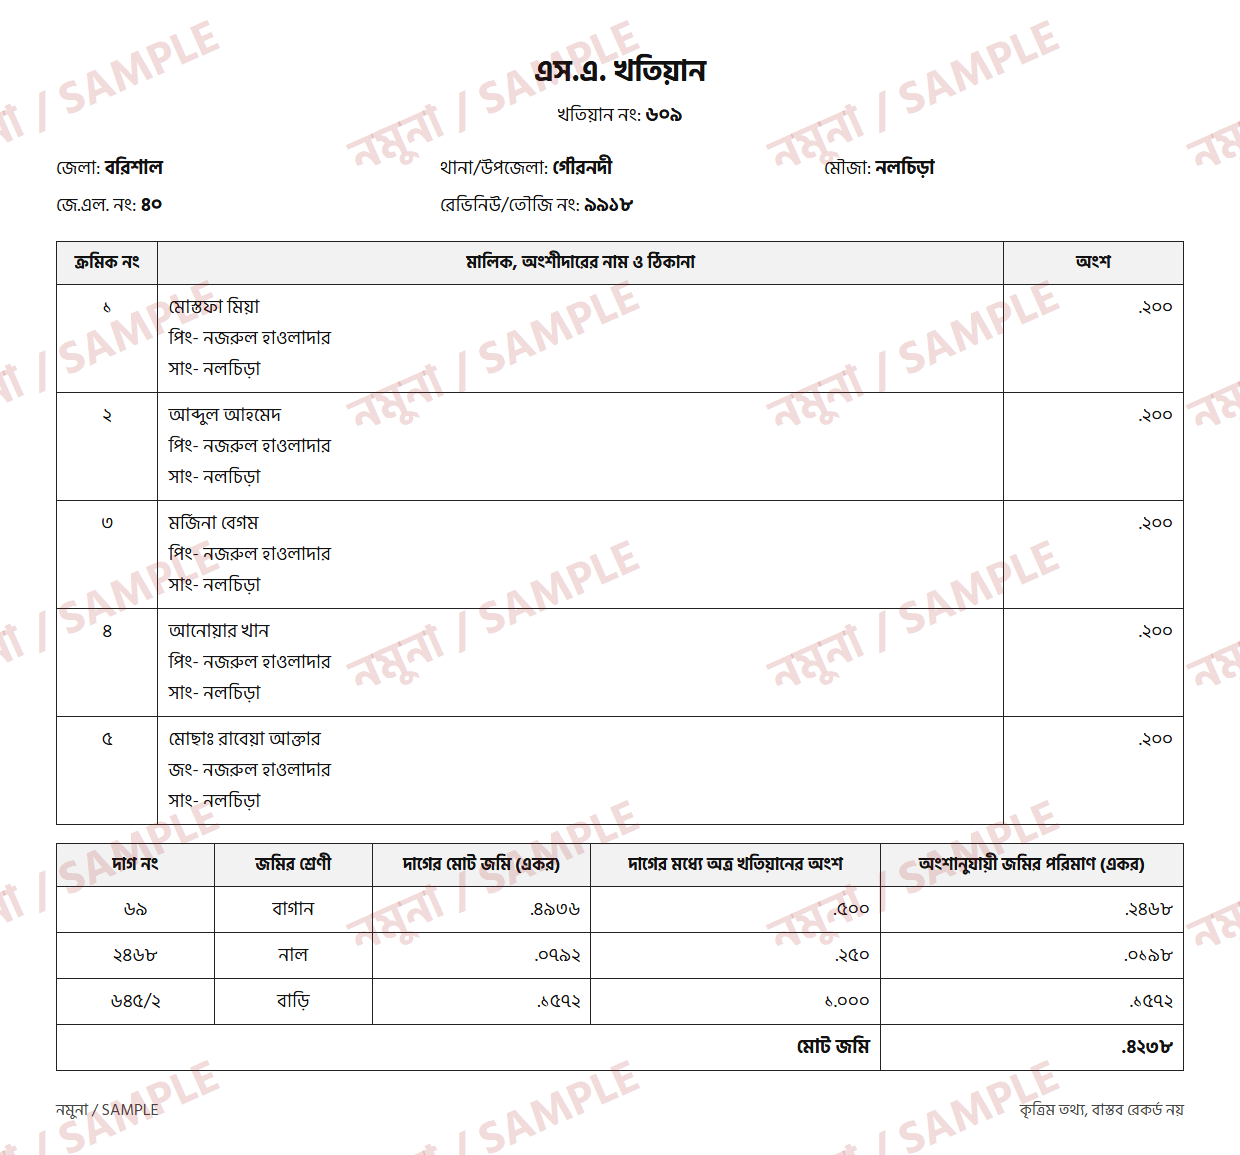 এস.এ. খতিয়ান
খতিয়ান নং: ৬০৯
জেলা: বরিশাল থানা/উপজেলা: গৌরনদী মৌজা: নলচিড়া
জে.এল. নং: ৪০ রেভিনিউ/তৌজি নং: ৯৯১৮
ক্রমিক নং মালিক, অংশীদারের নাম ও ঠিকানা অংশ
১ মোস্তফা মিয়া .২০০
পিং- নজরুল হাওলাদার
সাং- নলচিড়া
২ আব্দুল আহমেদ .২০০
পিং- নজরুল হাওলাদার
সাং- নলচিড়া
৩ মর্জিনা বেগম .২০০
পিং- নজরুল হাওলাদার
সাং- নলচিড়া
৪ আনোয়ার খান .২০০
পিং- নজরুল হাওলাদার
সাং- নলচিড়া
৫ মোছাঃ রাবেয়া আক্তার .২০০
জং- নজরুল হাওলাদার
সাং- নলচিড়া
দাগ নং জমির শ্রেণী দাগের মোট জমি (একর) দাগের মধ্যে অত্র খতিয়ানের অংশ অংশানুযায়ী জমির পরিমাণ (একর)
৬৯ বাগান .৪৯৩৬ .৫০০ .২৪৬৮
২৪৬৮ নাল .০৭৯২ .২৫০ .০১৯৮
৬৪৫/২ বাড়ি .১৫৭২ ১.০০০ .১৫৭২
মোট জমি .৪২৩৮
নমুনা / SAMPLE কৃত্রিম তথ্য, বাস্তব রেকর্ড নয়